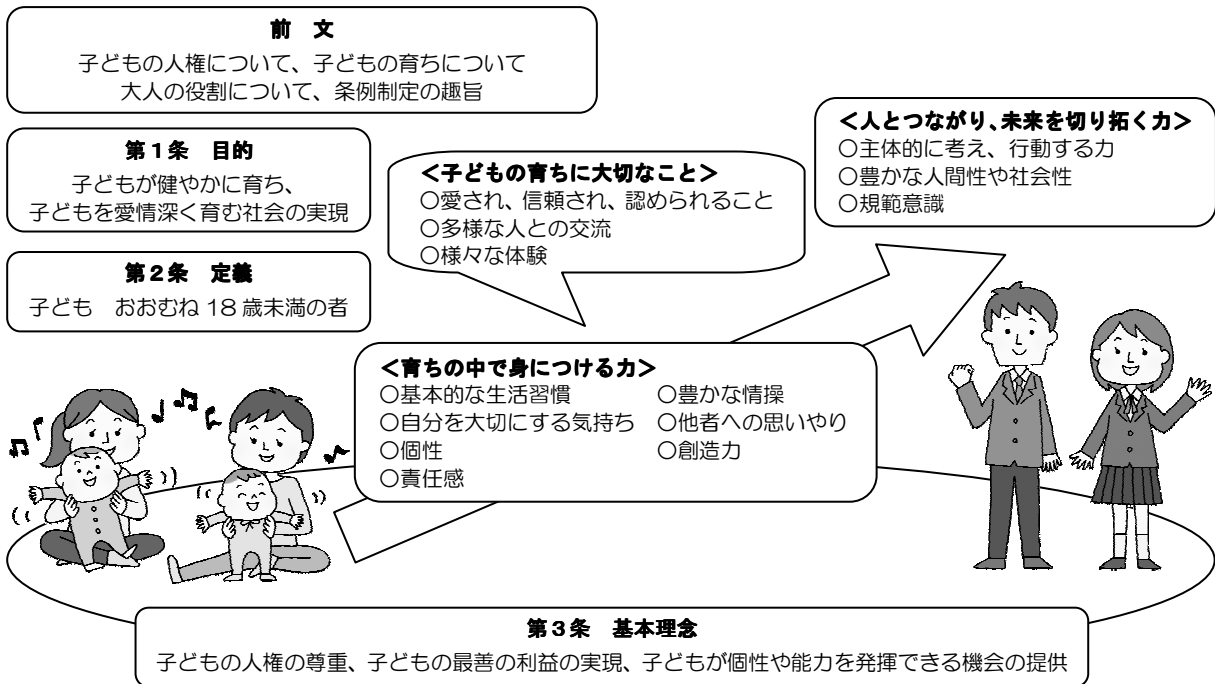 前 文
子どもの人権について、子どもの育ちについて
大人の役割について、条例制定の趣旨
第1条 目的
子どもが健やかに育ち、
子どもを愛情深く育む社会の実現
第2条 定義
子ども おおむね 18 歳未満の者
<子どもの育ちに大切なこと>
○愛され、信頼され、認められること
○多様な人との交流
○様々な体験
<人とつながり、未来を切り拓く力>
○主体的に考え、行動する力
○豊かな人間性や社会性
○規範意識
<育ちの中で身につける力>
○基本的な生活習慣 ○豊かな情操
○自分を大切にする気持ち ○他者への思いやり
○個性 ○創造力
○責任感
第3条 基本理念
子どもの人権の尊重、子どもの最善の利益の実現、子どもが個性や能力を発揮できる機会の提供